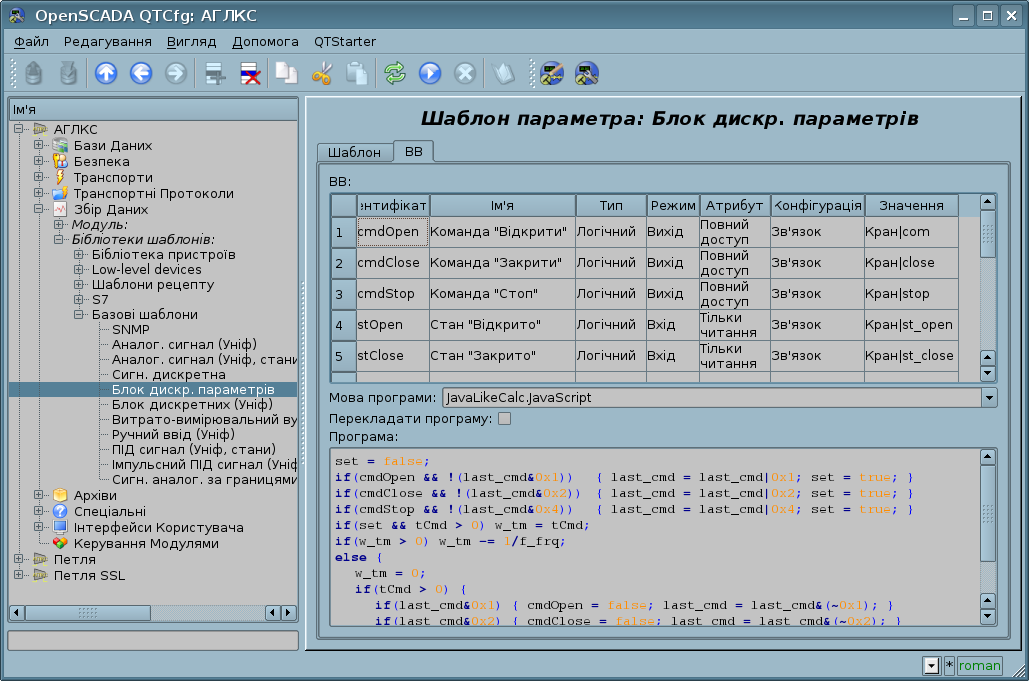 OpenSCADA QTCfg: АГЛКС
Файл Редагування Вигляд Допомога QTStarter
Ім'я
АГЛКС
Бази Даних
Безпека
Транспорти
Транспортні Протоколи
Збір Даних
Модуль:
Бібліотеки шаблонів:
Бібліотека пристроїв
Low-level devices
Шаблони рецепту
S7
Базові шаблони
SNMP
Аналог. сигнал (Уніф)
Аналог. сигнал (Уніф, стани
Сигн. дискретна
Блок дискр. параметрів
Блок дискретних (Уніф)
Витрато-вимірювальний ву
Ручний ввід (Уніф)
ПІД сигнал (Уніф, стани)
Імпульсний ПІД сигнал (Уніф
Сигн. аналог. за границями
Архіви
Спеціальні
Інтерфейси Користувача
Керування Модулями
Петля
Петля SSL
Шаблон параметра: Блок дискр. параметрів
Шаблон ВВ
ВВ:
ентифікат Ім'я Тип Режим Атрибут Конфігурація Значення
1 cmdOpen Команда "Відкрити" Логічний Вихід Повний доступ Зв'язок Кран|com
2 cmdClose Команда "Закрити" Логічний Вихід Повний доступ Зв'язок Кран|close
3 cmdStop Команда "Стоп" Логічний Вихід Повний доступ Зв'язок Кран|stop
4 stOpen Стан "Відкрито" Логічний Вхід Тільки читання Зв'язок Кран|st_open
5 stClose Стан "Закрито" Логічний Вхід Тільки читання Зв'язок Кран|st_close
Мова програми: JavaLikeCalc.JavaScript
Перекладати програму:
Програма:
set = false;
if(cmdOpen && !(last_cmd&0x1)) { last_cmd = last_cmd|0x1; set = true; }
if(cmdClose && !(last_cmd&0x2)) { last_cmd = last_cmd|0x2; set = true; }
if(cmdStop && !(last_cmd&0x4)) { last_cmd = last_cmd|0x4; set = true; }
if(set && tCmd > 0) w_tm = tCmd;
if(w_tm > 0) w_tm -= 1/f_frq;
else {
w_tm = 0;
if(tCmd > 0) {
if(last_cmd&0x1) { cmdOpen = false; last_cmd = last_cmd&(~0x1); }
if(last_cmd&0x2) { cmdClose = false; last_cmd = last_cmd&(~0x2); }
* roman